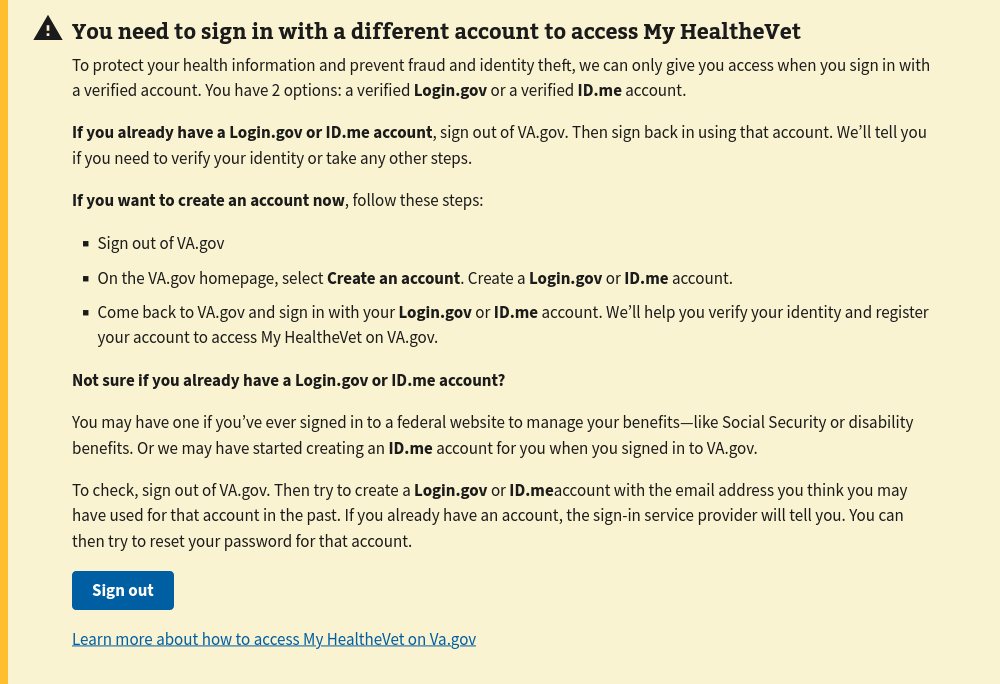 You need to sign in with a different account to access My HealtheVet
To protect your health information and prevent fraud and identity theft, we can only give you access when you sign in with
a verified account. You have 2 options: a verified Login.gov or a verified ID.me account.
If you already have a Login.gov or ID.me account, sign out of VA.gov. Then sign back in using that account. We’ll tell you
if you need to verify your identity or take any other steps.
If you want to create an account now, follow these steps:
▪ Sign out of VA.gov
▪ On the VA.gov homepage, select Create an account. Create a Login.gov or ID.me account.
▪ Come back to VA.gov and sign in with your Login.gov or ID.me account. We’ll help you verify your identity and register
your account to access My HealtheVet on VA.gov.
Not sure if you already have a Login.gov or ID.me account?
You may have one if you’ve ever signed in to a federal website to manage your benefits—like Social Security or disability
benefits. Or we may have started creating an ID.me account for you when you signed in to VA.gov.
To check, sign out of VA.gov. Then try to create a Login.gov or ID.meaccount with the email address you think you may
have used for that account in the past. If you already have an account, the sign-in service provider will tell you. You can
then try to reset your password for that account.
Sign out
Learn more about how to access My HealtheVet on Va.gov